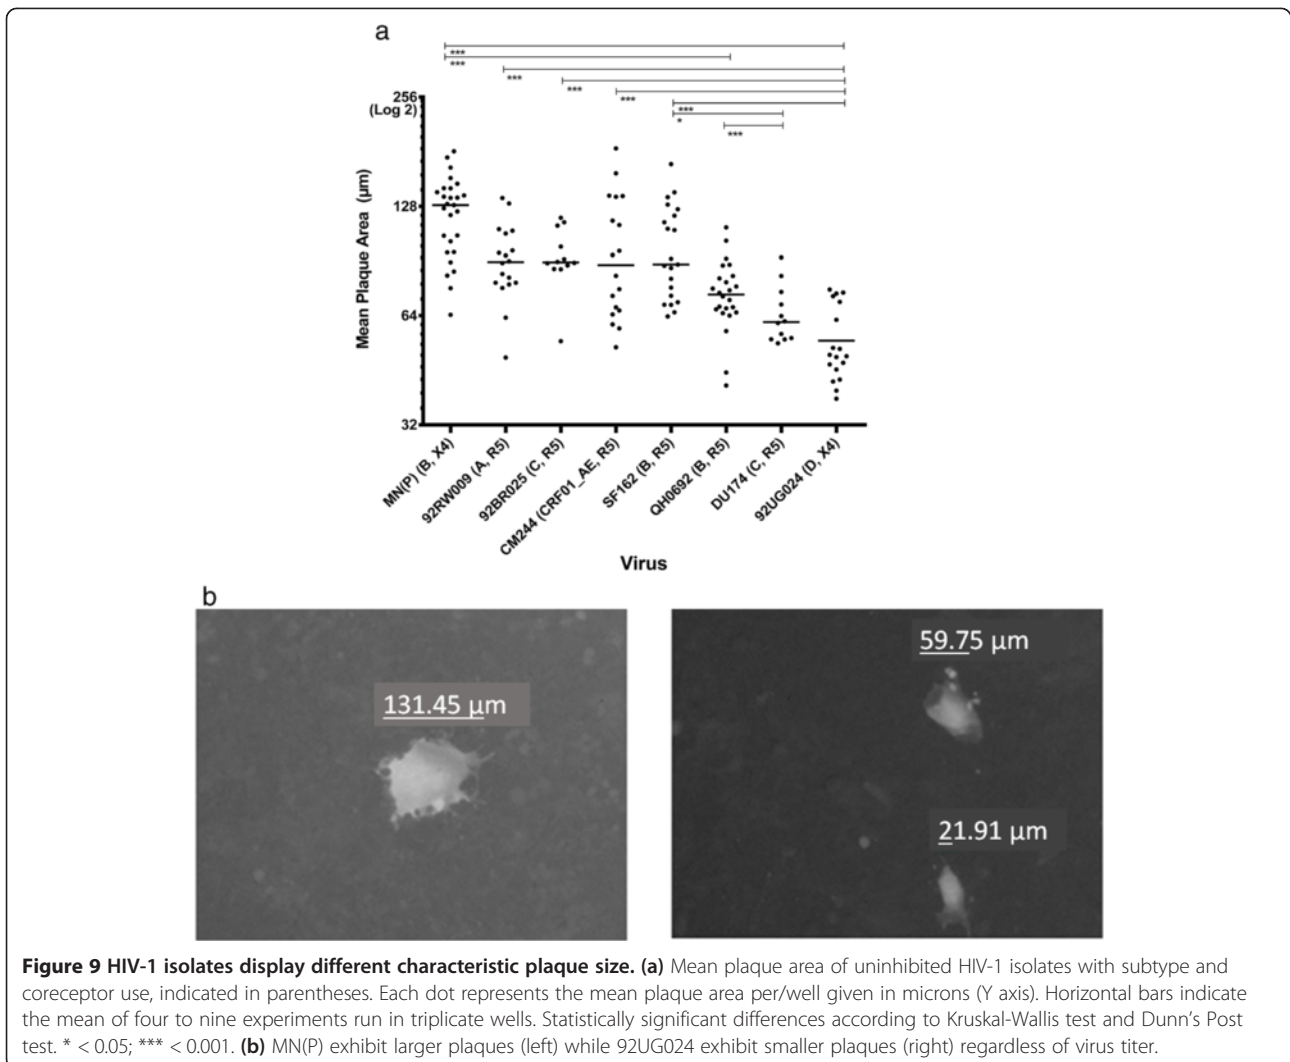 a
***
***
***
***
***
***
*
***
256
(Log 2)
128
64
32
Mean Plaque Area (µm)
MN(P) (B, X4)
92RW009 (A, R5)
92BR025 (C, R5)
CM244 (CRF01_AE, R5)
SF162 (B, R5)
QH0692 (B, R5)
DU174 (C, R5)
92UG024 (D, X4)
Virus
b
131.45 µm
59.75 µm
21.91 µm
Figure 9 HIV-1 isolates display different characteristic plaque size. (a) Mean plaque area of uninhibited HIV-1 isolates with subtype and
coreceptor use, indicated in parentheses. Each dot represents the mean plaque area per/well given in microns (Y axis). Horizontal bars indicate
the mean of four to nine experiments run in triplicate wells. Statistically significant differences according to Kruskal-Wallis test and Dunn's Post
test. * < 0.05; *** < 0.001. (b) MN(P) exhibit larger plaques (left) while 92UG024 exhibit smaller plaques (right) regardless of virus titer.